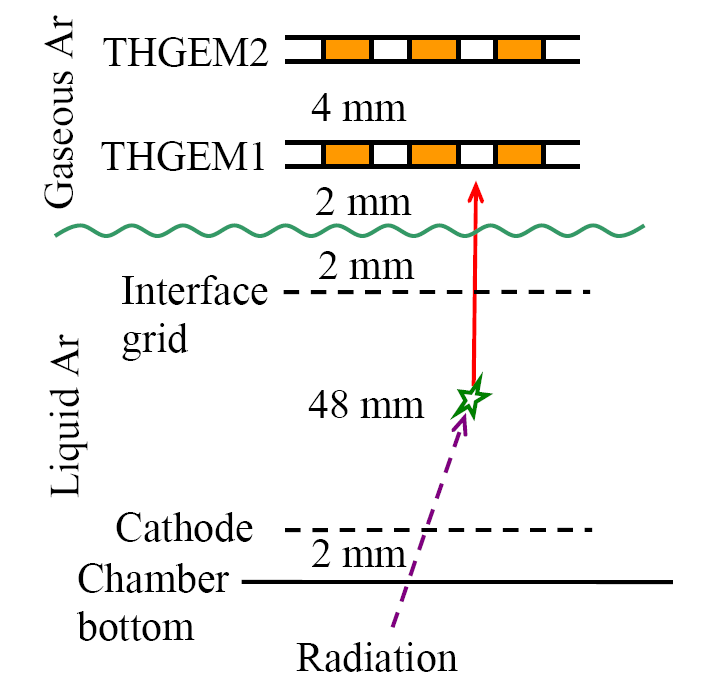 Gaseous Ar
THGEM2
4 mm
THGEM1
2 mm
2 mm
Interface
grid
Liquid Ar
48 mm
Cathode
2 mm
Chamber
bottom
Radiation